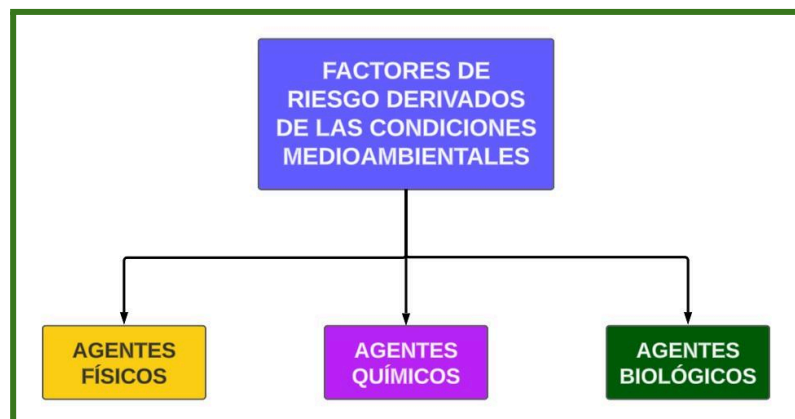 FACTORES DE
RIESGO DERIVADOS
DE LAS CONDICIONES
MEDIOAMBIENTALES
AGENTES
FÍSICOS
AGENTES
QUÍMICOS
AGENTES
BIOLÓGICOS